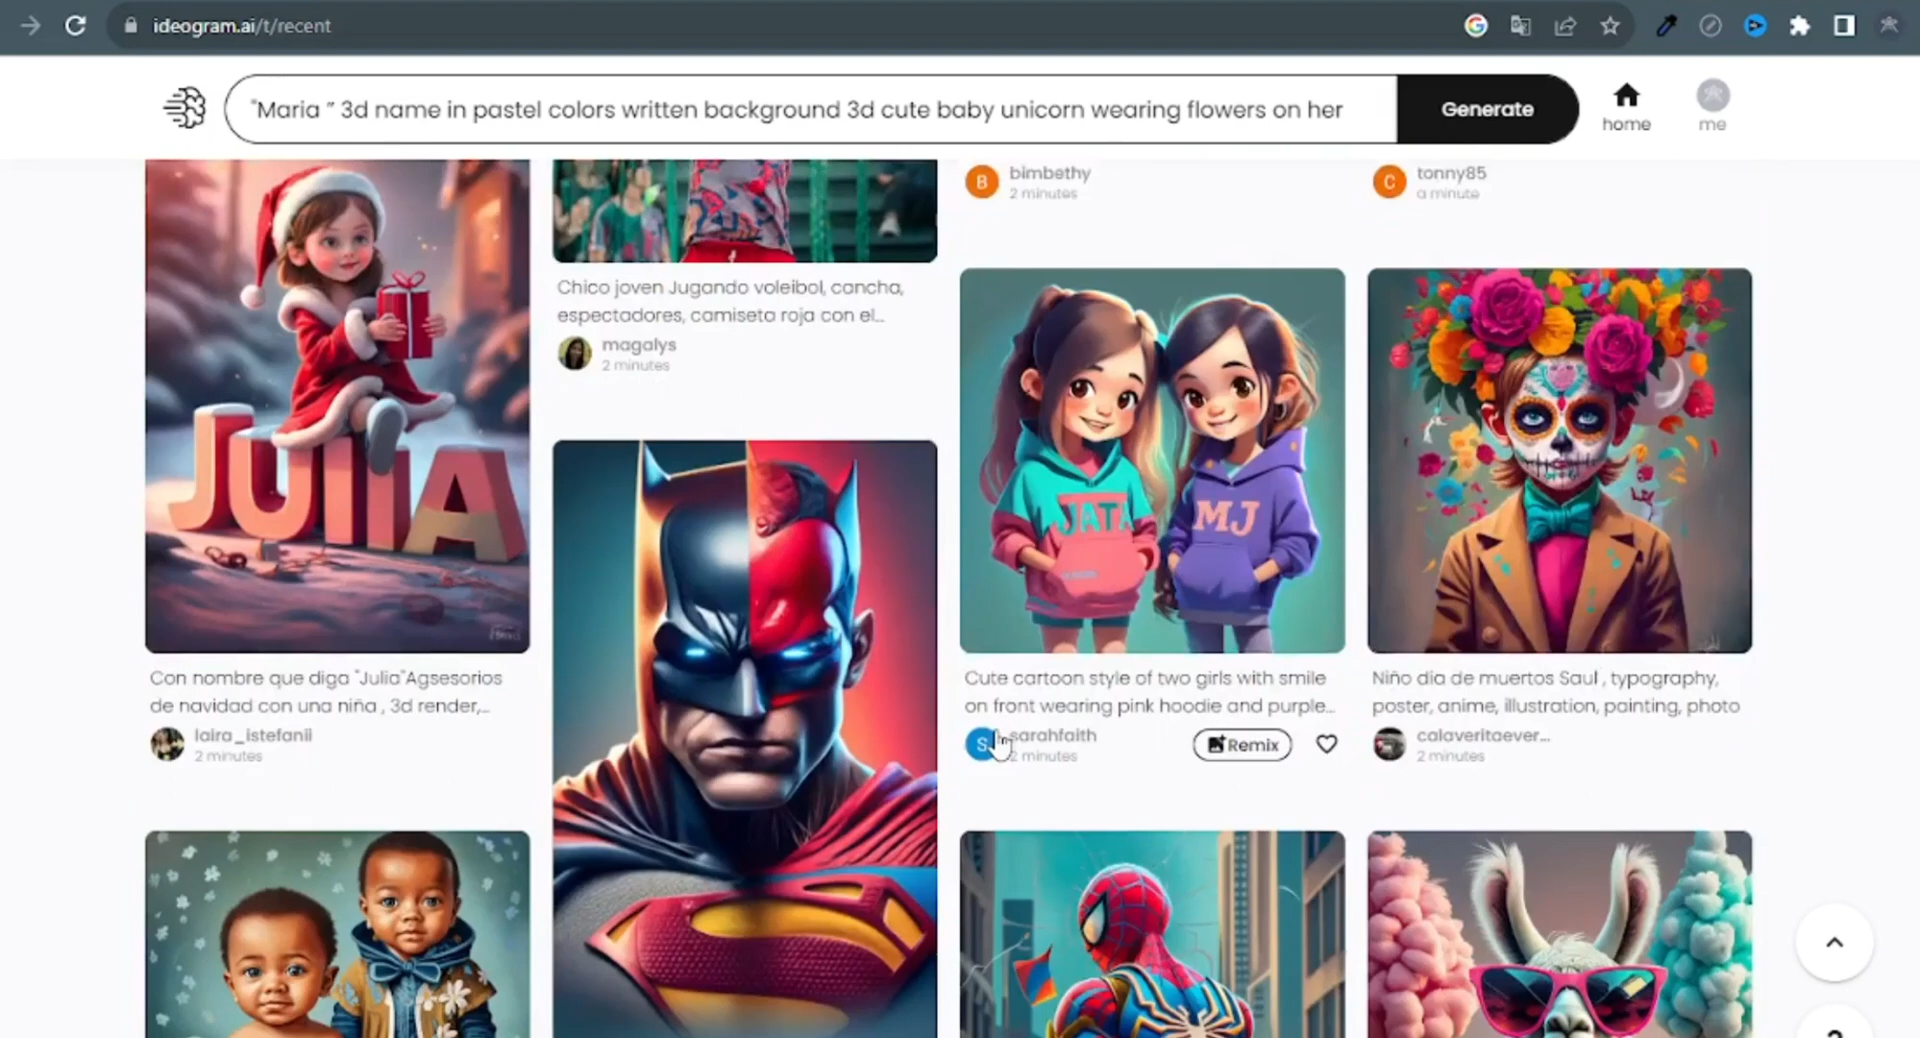 ideogram.ai/t/recent
"Maria " 3d name in pastel colors written background 3d cute baby unicorn wearing flowers on her
Generate
home
me
JULIA
Con nombre que diga "Julia"Agsesorios
de navidad con una niña , 3d render,...
laira_istefanii
2 minutes
Chico joven Jugando voleibol, cancha,
espectadores, camiseta roja con el...
magalys
2 minutes
B
bimbethy
2 minutes
JATA
MJ
Cute cartoon style of two girls with smile
on front wearing pink hoodie and purple...
S
sarahfaith
2 minutes
Remix
C
tonny85
a minute
Niño dia de muertos Saul , typography,
poster, anime, illustration, painting, photo
calaveritaever...
2 minutes